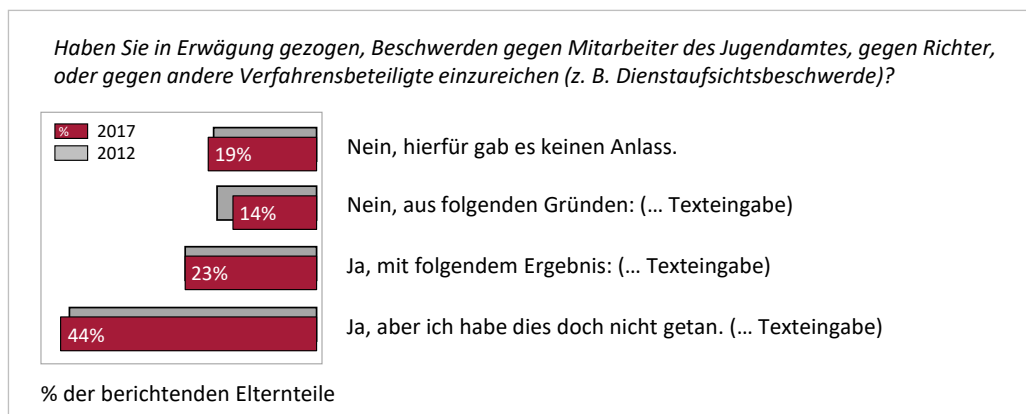 Haben Sie in Erwägung gezogen, Beschwerden gegen Mitarbeiter des Jugendamtes, gegen Richter,
oder gegen andere Verfahrensbeteiligte einzureichen (z. B. Dienstaufsichtsbeschwerde)?
% 2017
2012
19% Nein, hierfür gab es keinen Anlass.
14% Nein, aus folgenden Gründen: (… Texteingabe)
23% Ja, mit folgendem Ergebnis: (… Texteingabe)
44% Ja, aber ich habe dies doch nicht getan. (… Texteingabe)
% der berichtenden Elternteile